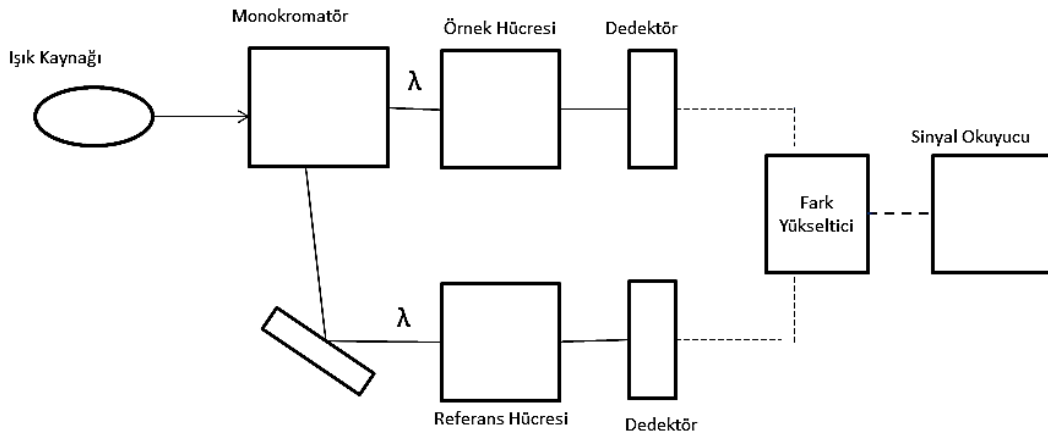 Monokromatör
Örnek Hücresi
Dedektör
Işık Kaynağı
λ
Sinyal Okuyucu
Fark
Yükseltici
λ
Referans Hücresi
Dedektör